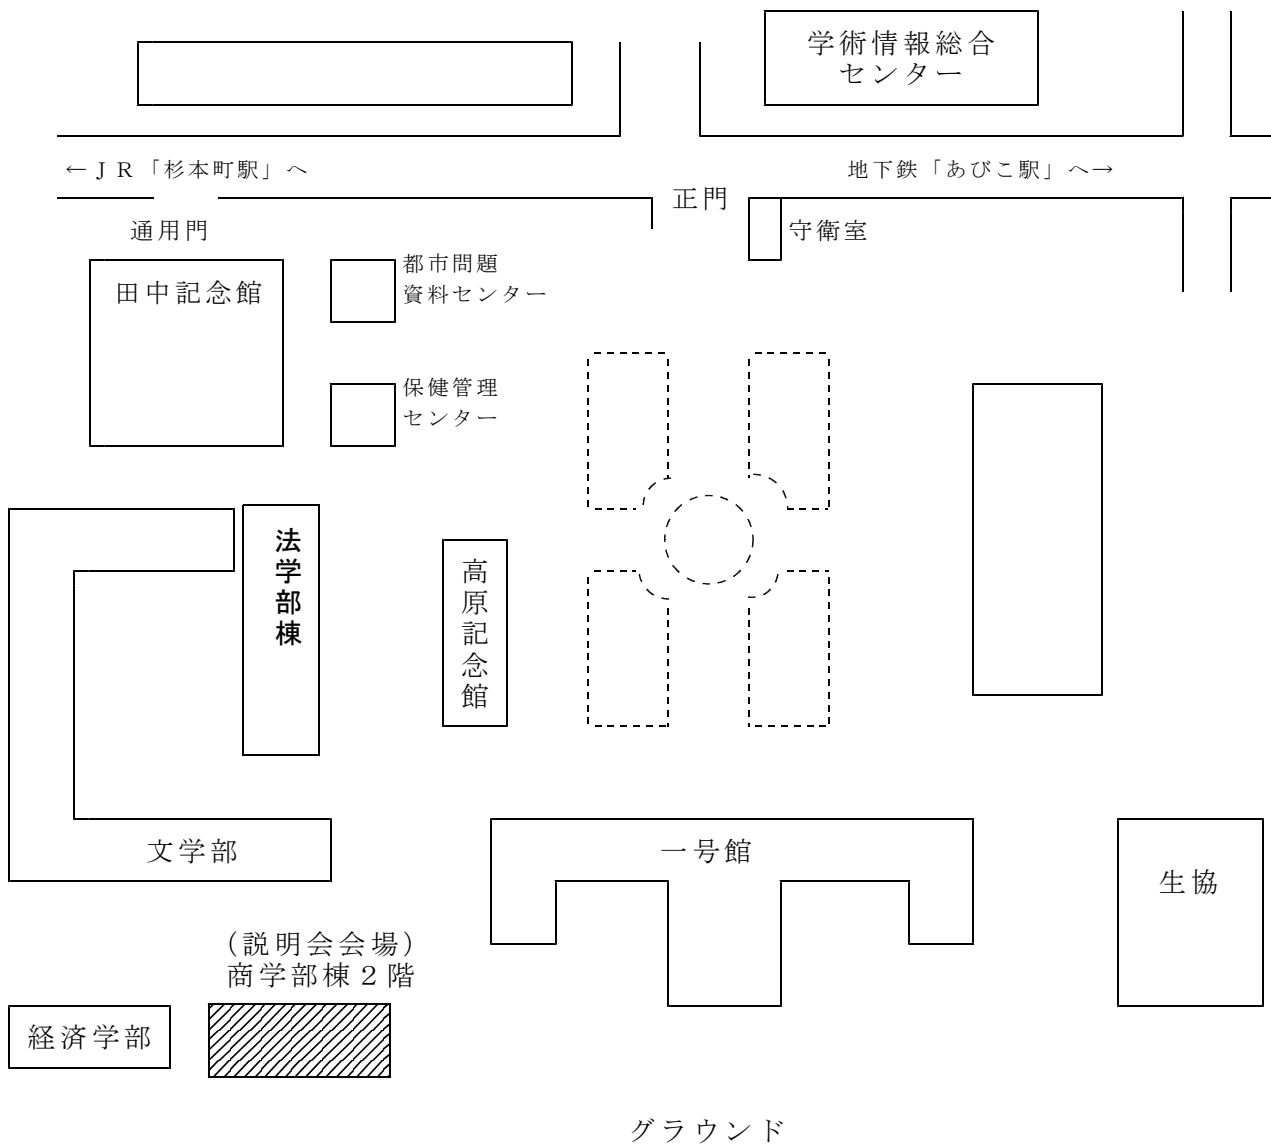 学術情報総合
センター
←ＪＲ「杉本町駅」へ
地下鉄「あびこ駅」へ→
正門
通用門
守衛室
田中記念館
都市問題
資料センター
保健管理
センター
法学部棟
高原記念館
文学部
一号館
生協
(説明会会場)
商学部棟２階
経済学部
グラウンド